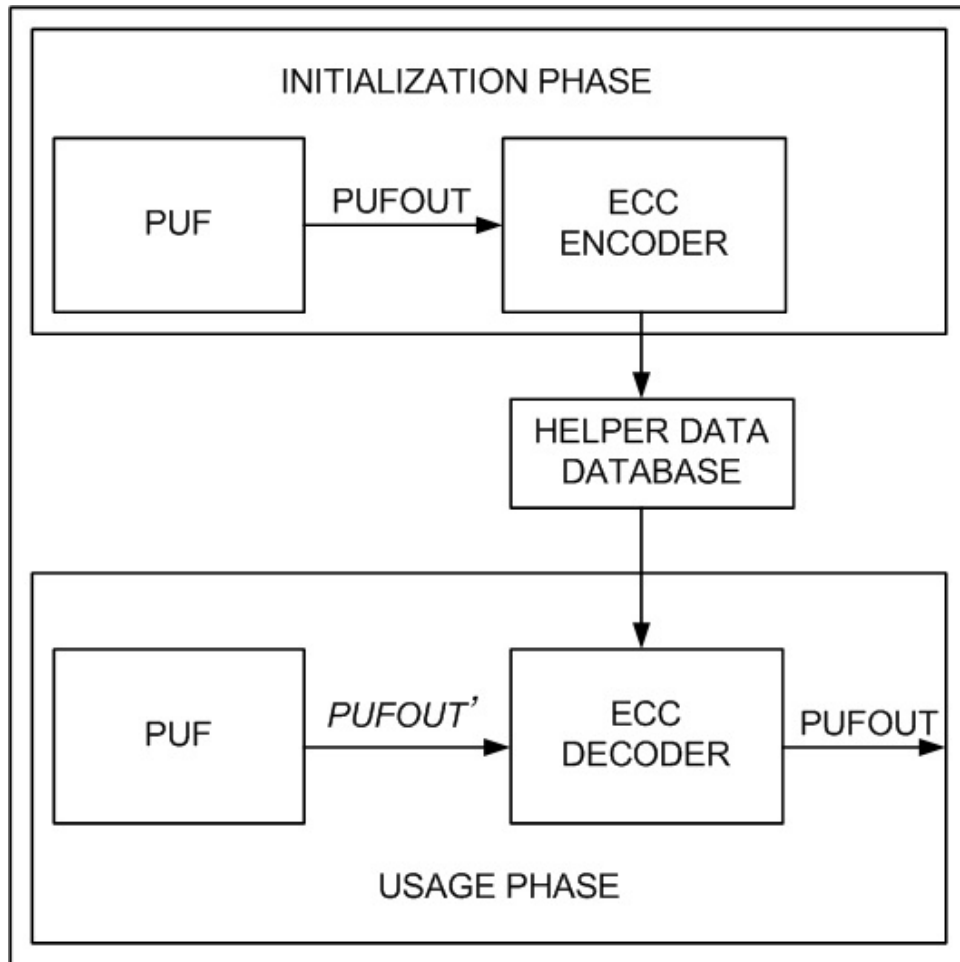 INITIALIZATION PHASE
PUF
PUFOUT
ECC
ENCODER
HELPER DATA
DATABASE
PUF
PUFOUT'
ECC
DECODER
PUFOUT
USAGE PHASE